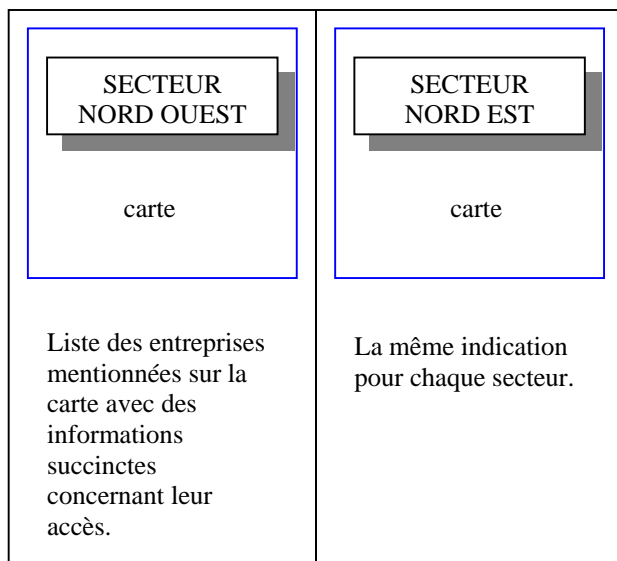 SECTEUR
NORD OUEST
carte
Liste des entreprises
mentionnées sur la
carte avec des
informations
succinctes
concernant leur
accès.
SECTEUR
NORD EST
carte
La même indication
pour chaque secteur.